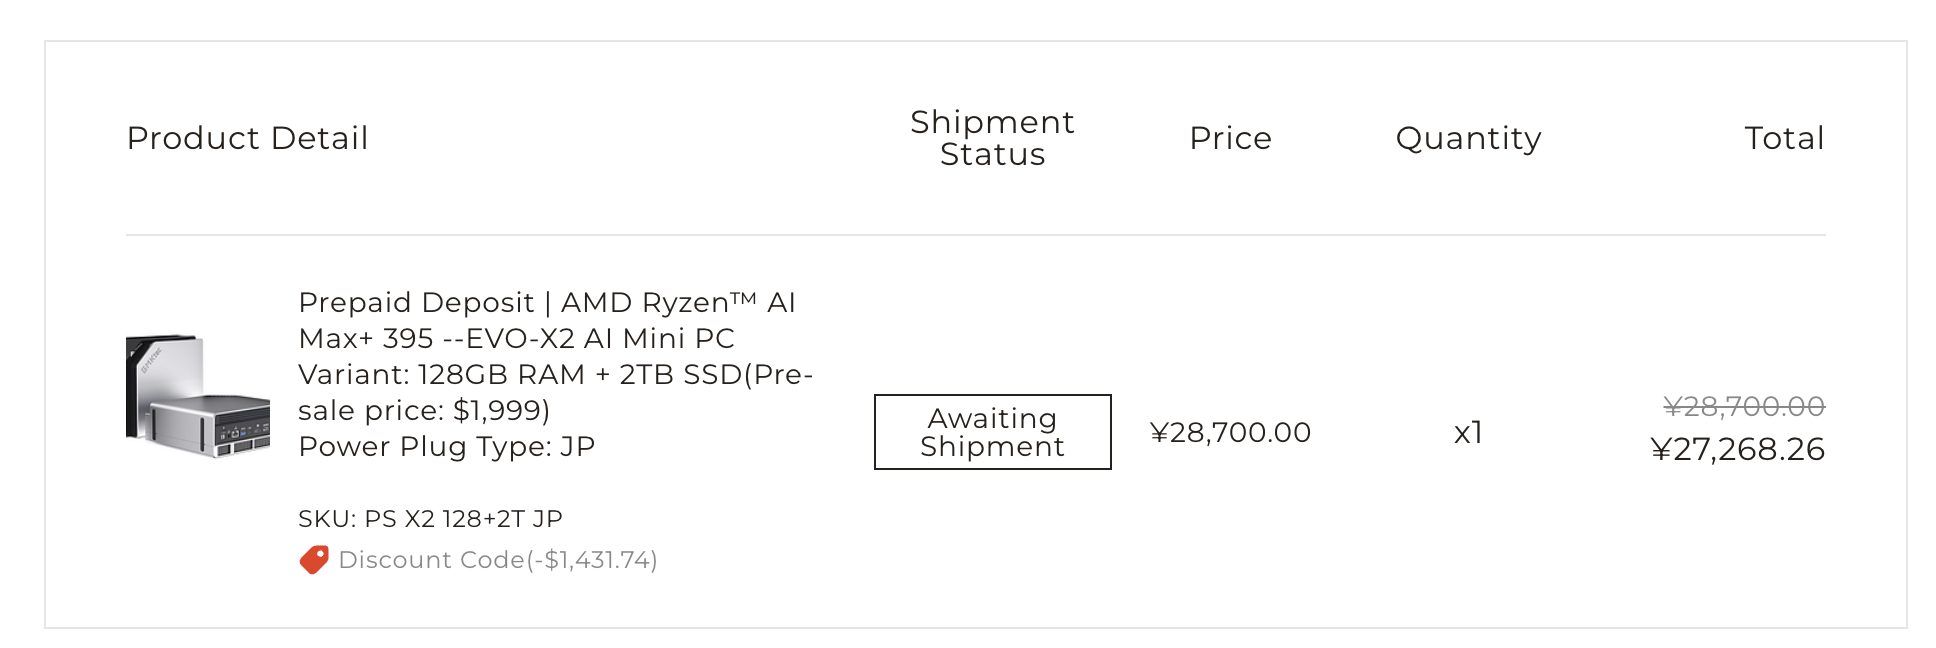 Product Detail
Shipment
Status
Price
Quantity
Total
Prepaid Deposit | AMD Ryzen™ AI
Max+ 395 --EVO-X2 AI Mini PC
Variant: 128GB RAM + 2TB SSD(Pre-
sale price: $1,999)
Power Plug Type: JP
SKU: PS X2 128+2T JP
Discount Code(-$1,431.74)
Awaiting
Shipment
¥28,700.00
x1
¥28,700.00
¥27,268.26